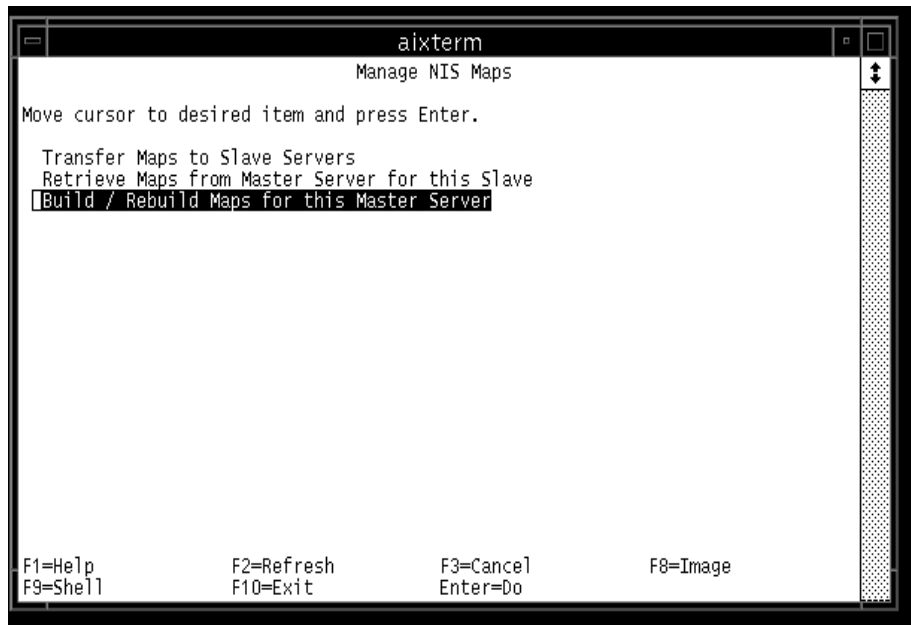 aixterm
Manage NIS Maps
Move cursor to desired item and press Enter.
Transfer Maps to Slave Servers
Retrieve Maps from Master Server for this Slave
Build / Rebuild Maps for this Master Server
F1=Help F2=Refresh F3=Cancel F8=Image
F9=Shell F10=Exit Enter=Do